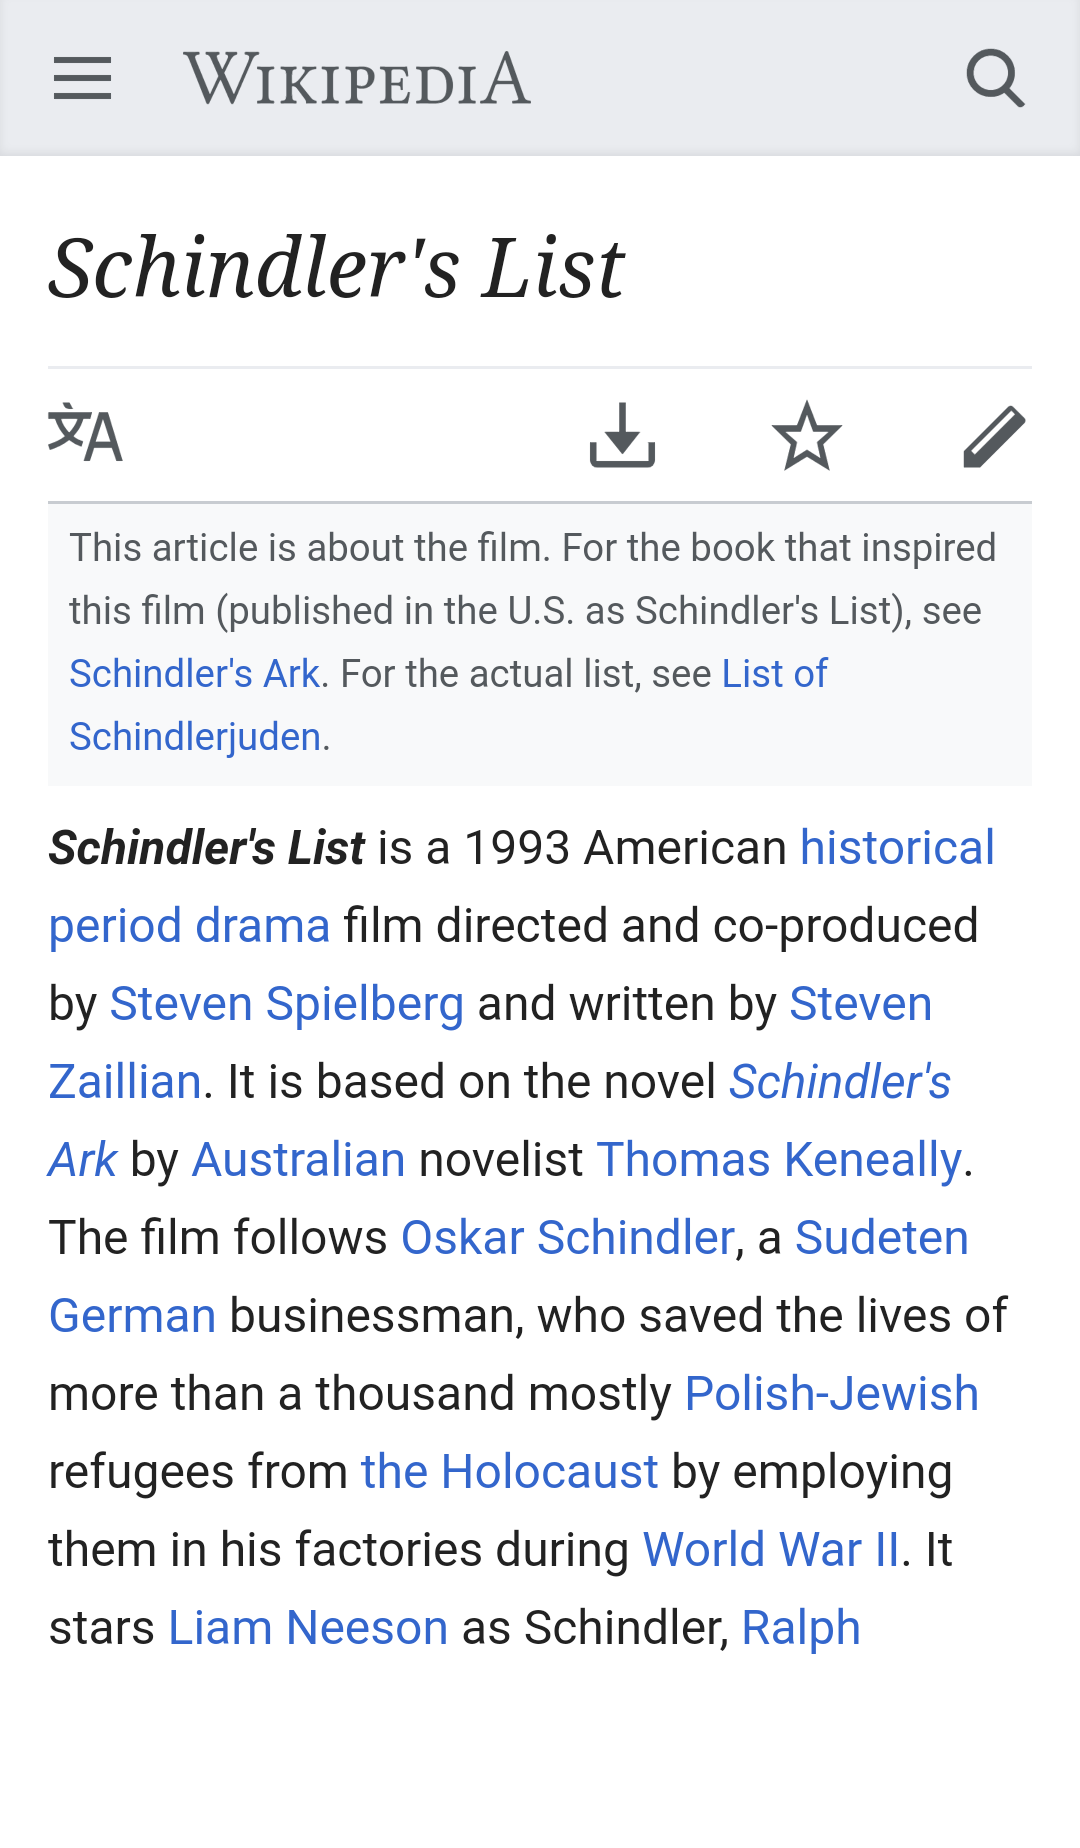 WIKIPEDIA
Schindler's List
文A
This article is about the film. For the book that inspired
this film (published in the U.S. as Schindler's List), see
Schindler's Ark. For the actual list, see List of
Schindlerjuden.
Schindler's List is a 1993 American historical
period drama film directed and co-produced
by Steven Spielberg and written by Steven
Zaillian. It is based on the novel Schindler's
Ark by Australian novelist Thomas Keneally.
The film follows Oskar Schindler, a Sudeten
German businessman, who saved the lives of
more than a thousand mostly Polish-Jewish
refugees from the Holocaust by employing
them in his factories during World War II. It
stars Liam Neeson as Schindler, Ralph